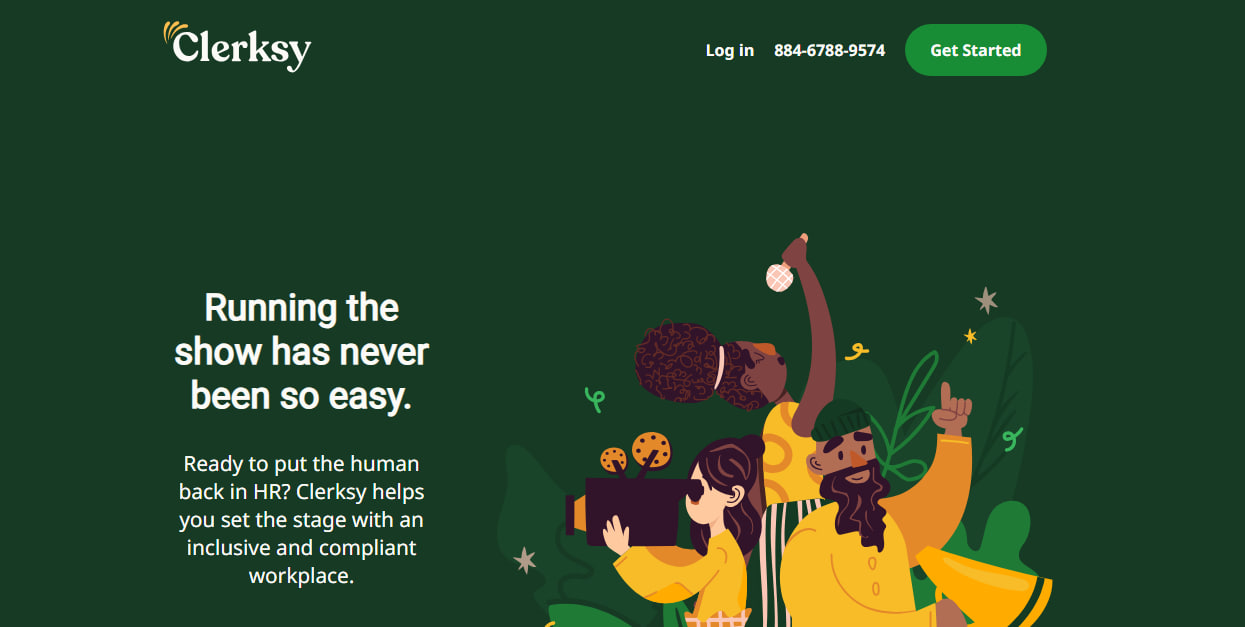 Clerksy
Log in
884-6788-9574
Get Started
Running the
show has never
been so easy.
Ready to put the human
back in HR? Clerksy helps
you set the stage with an
inclusive and compliant
workplace.